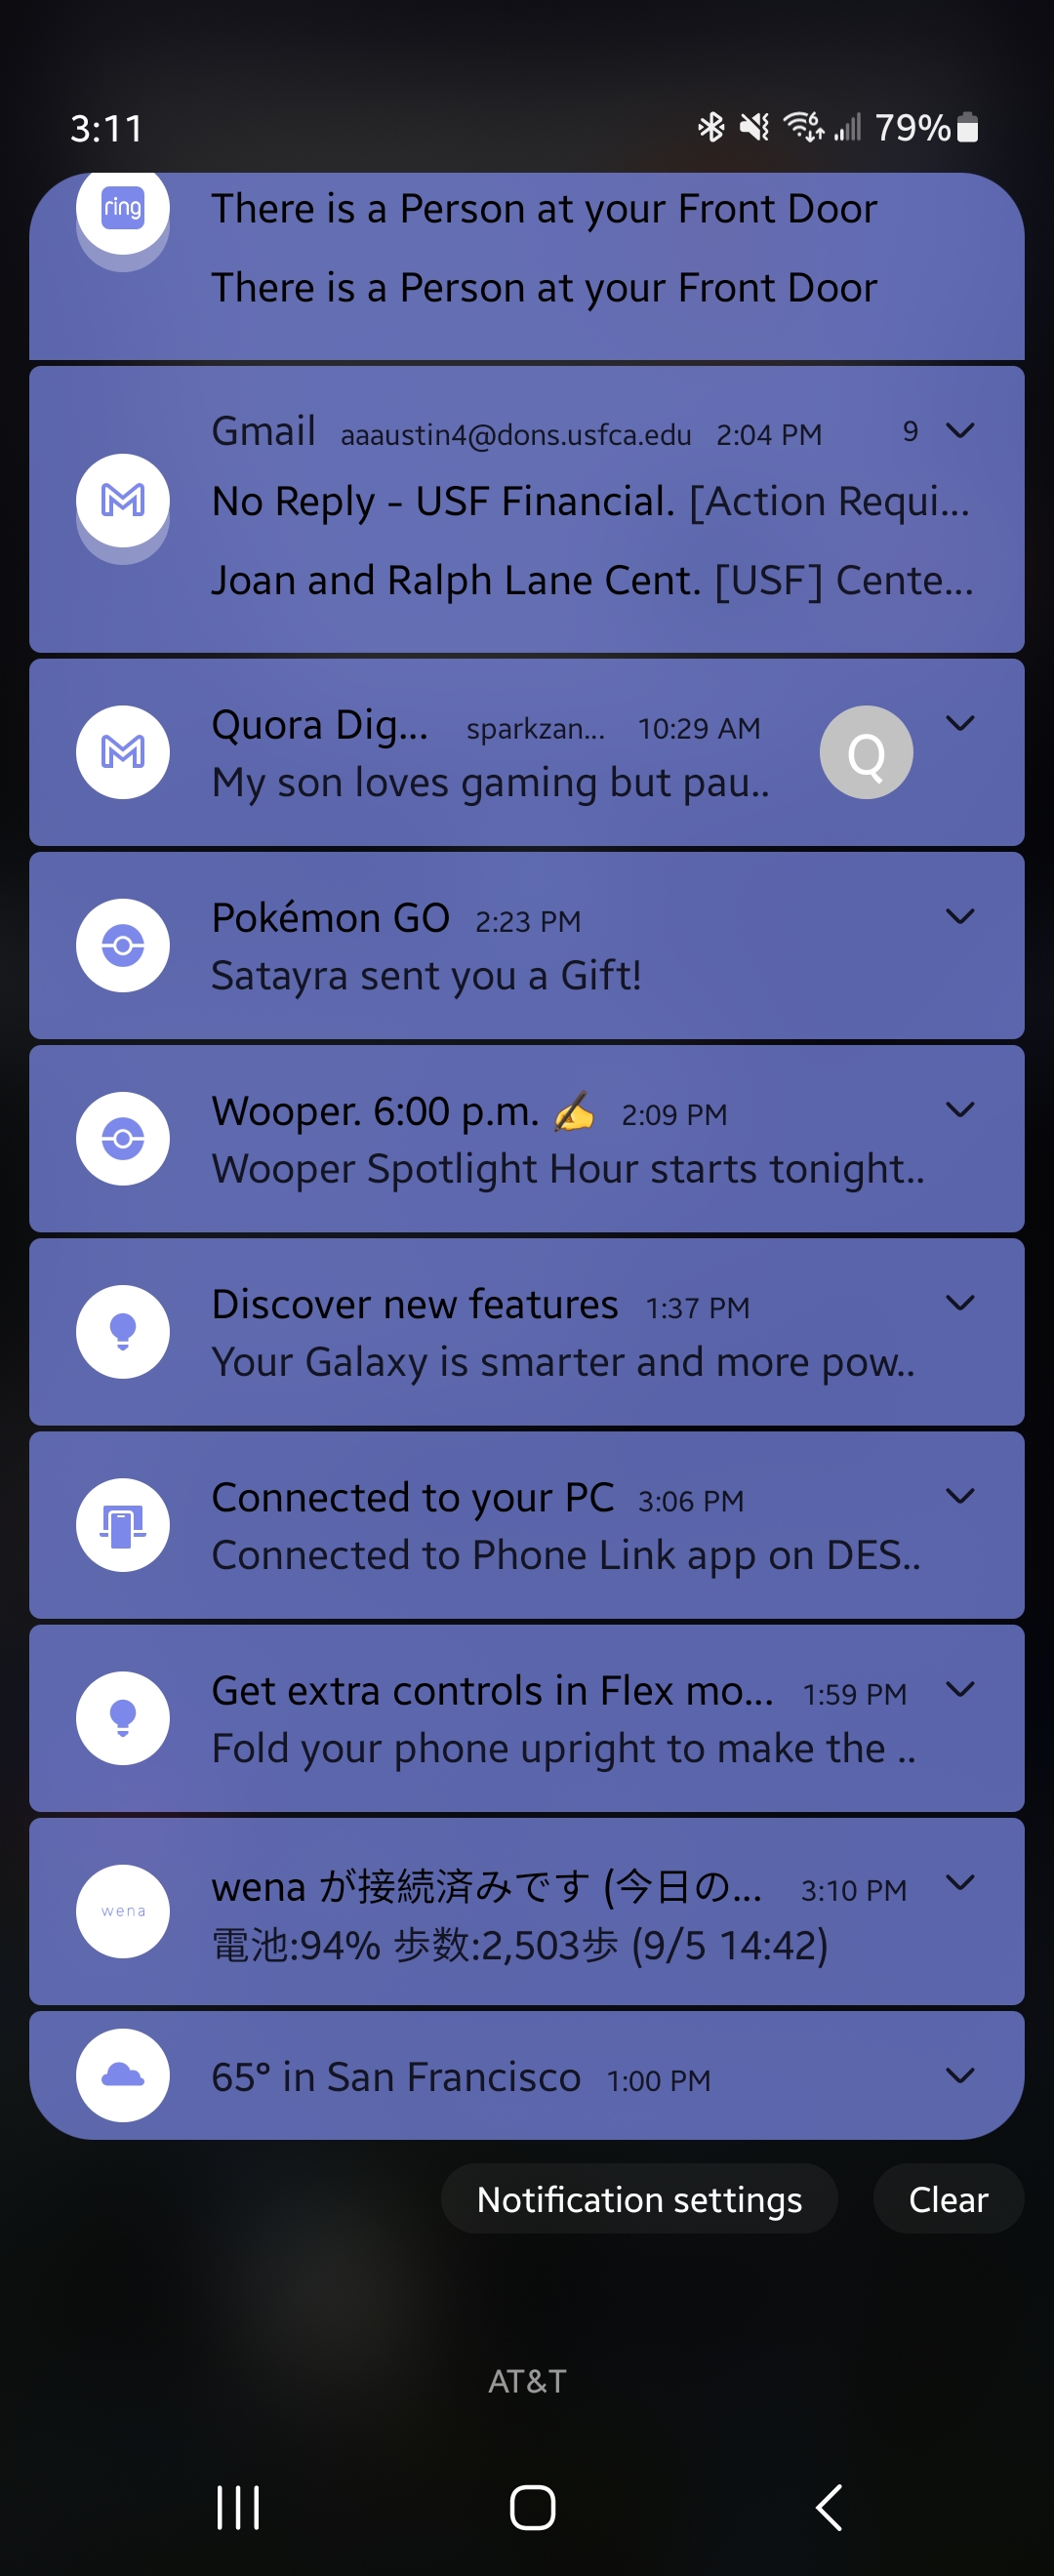 3:11 79%
ring
There is a Person at your Front Door
There is a Person at your Front Door
Gmail aaaustin4@dons.usfca.edu 2:04 PM 9
No Reply - USF Financial. [Action Requi...
Joan and Ralph Lane Cent. [USF] Cente...
Quora Dig... sparkzan... 10:29 AM
My son loves gaming but pau..
Q
Pokémon GO 2:23 PM
Satayra sent you a Gift!
Wooper. 6:00 p.m. ✍️ 2:09 PM
Wooper Spotlight Hour starts tonight..
Discover new features 1:37 PM
Your Galaxy is smarter and more pow..
Connected to your PC 3:06 PM
Connected to Phone Link app on DES..
Get extra controls in Flex mo... 1:59 PM
Fold your phone upright to make the ..
wena
wena が接続済みです (今日の... 3:10 PM
電池:94% 歩数:2,503歩 (9/5 14:42)
65° in San Francisco 1:00 PM
Notification settings Clear
AT&T